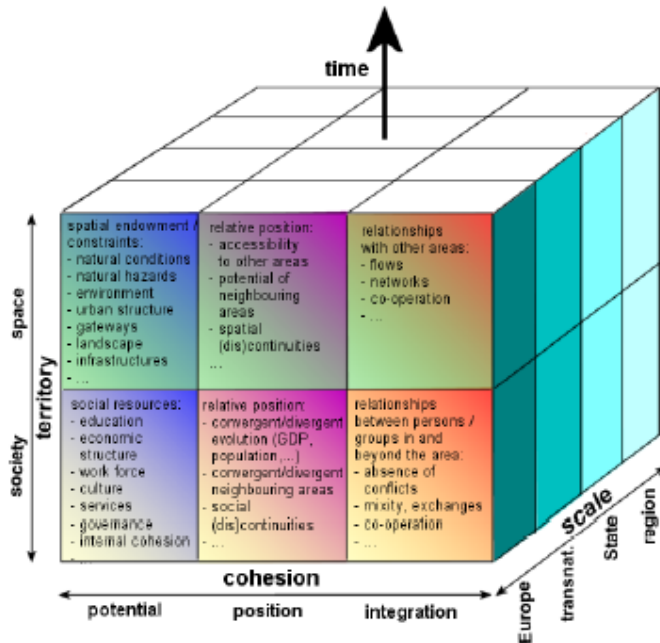 time
spatial endowment /
constraints:
- natural conditions
- natural hazards
- environment
- urban structure
- gateways
- landscape
- infrastructures
- ...
relative position:
- accessibility
to other areas
- potential of
neighbouring
areas
- spatial
(dis)continuities
...
relationships
with other areas:
- flows
- networks
- co-operation
- ...
space
territory
society
social resources:
- education
- economic
structure
- work force
- culture
- services
- governance
- internal cohesion
- ...
relative position:
- convergent/divergent
evolution (GDP,
population,...)
- convergent/divergent
neighbouring areas
- social
(dis)continuities
- ...
relationships
between persons /
groups in and
beyond the area:
- absence of
conflicts
- mixity, exchanges
- co-operation
- ...
cohesion
potential
position
integration
scale
Europe
transnat.
State
region